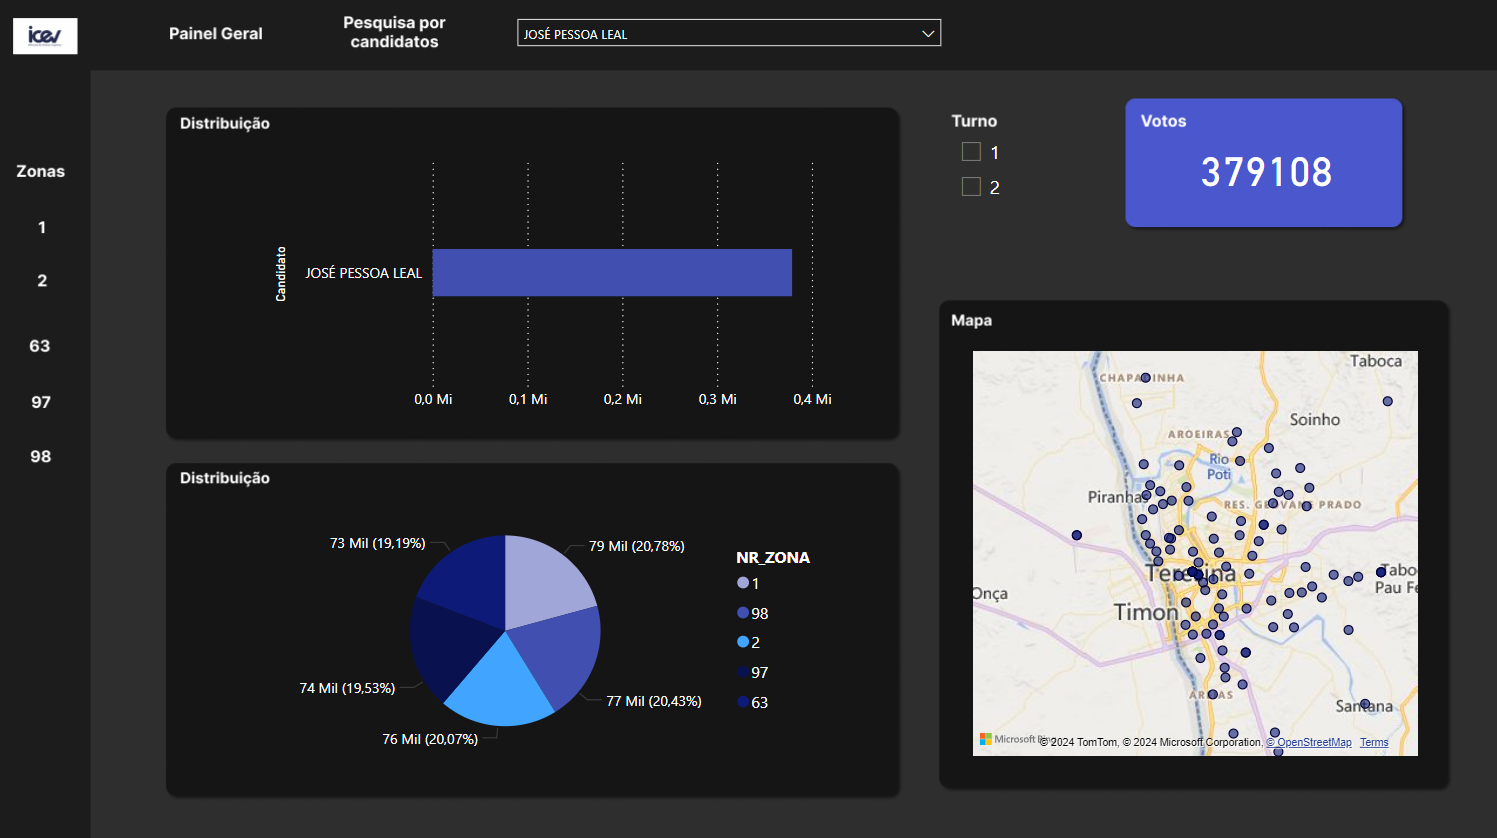 icev
Painel Geral
Pesquisa por
candidatos
JOSÉ PESSOA LEAL
Zonas
1
2
63
97
98
Distribuição
Candidato
JOSÉ PESSOA LEAL
0,0 Mi
0,1 Mi
0,2 Mi
0,3 Mi
0,4 Mi
Turno
1
2
Votos
379108
Distribuição
73 Mil (19,19%)
79 Mil (20,78%)
74 Mil (19,53%)
77 Mil (20,43%)
76 Mil (20,07%)
NR_ZONA
1
98
2
97
63
Mapa
Taboca
CHAPADINHA
Soinho
AROEIRAS
Rio
Poti
Piranhas
RES. GEOVANE PRADO
Teresina
Tabo
Pau Fe
Onça
Timon
Santana
Microsoft Bing
© 2024 TomTom, © 2024 Microsoft Corporation, © OpenStreetMap Terms